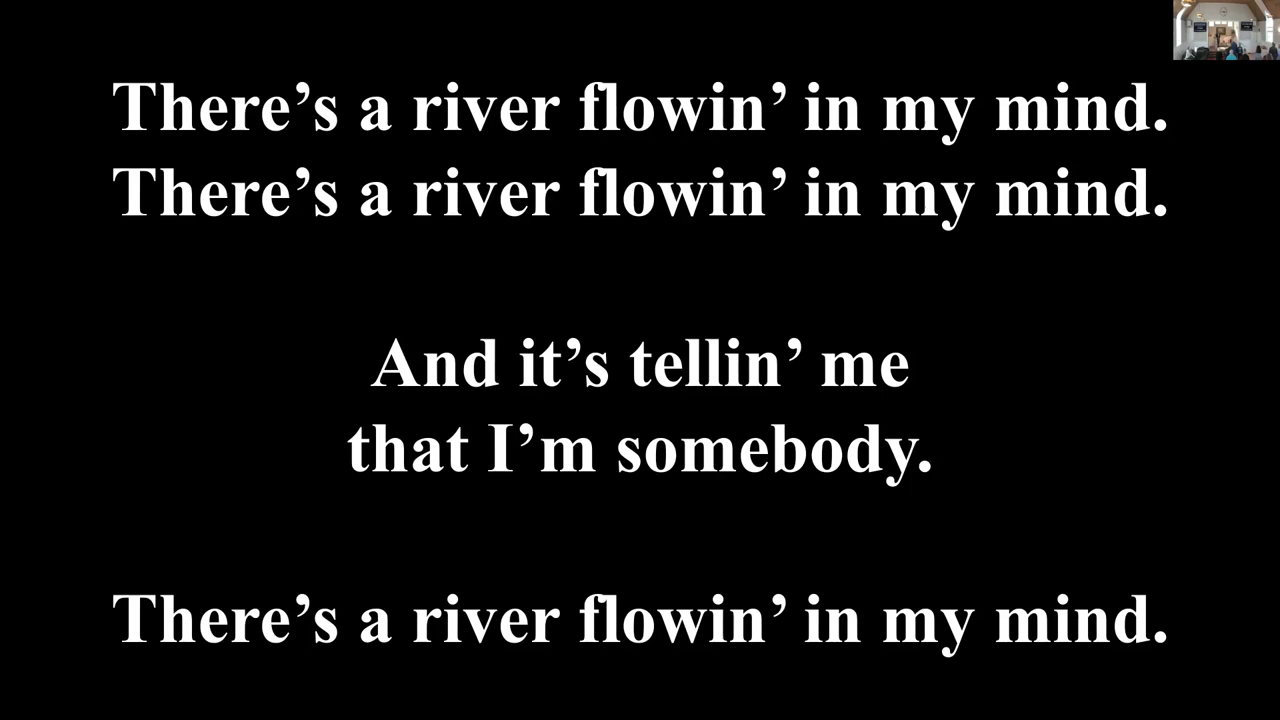 There’s a river flowin’ in my mind.
There’s a river flowin’ in my mind.
And it’s tellin’ me
that I’m somebody.
There’s a river flowin’ in my mind.